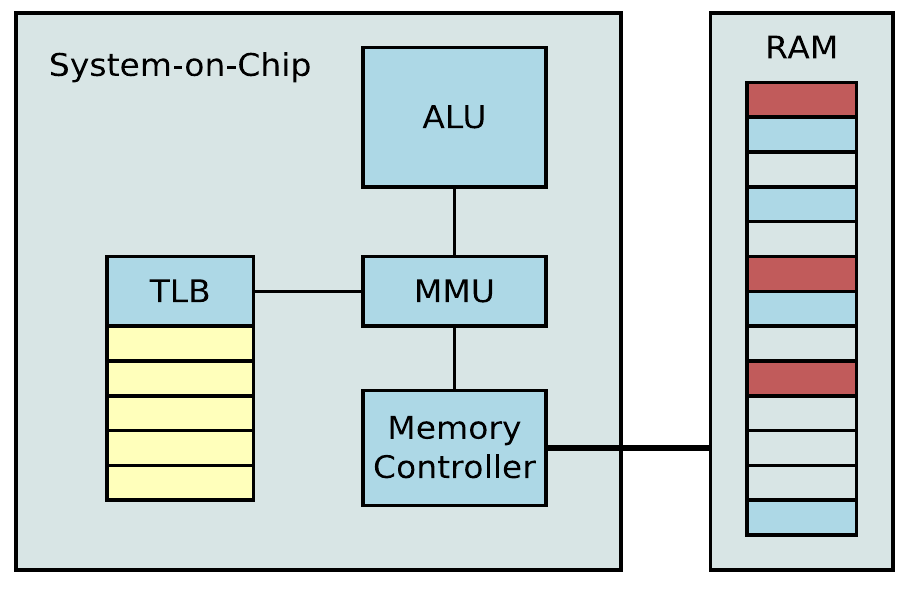 System-on-Chip
ALU
RAM
TLB
MMU
Memory
Controller